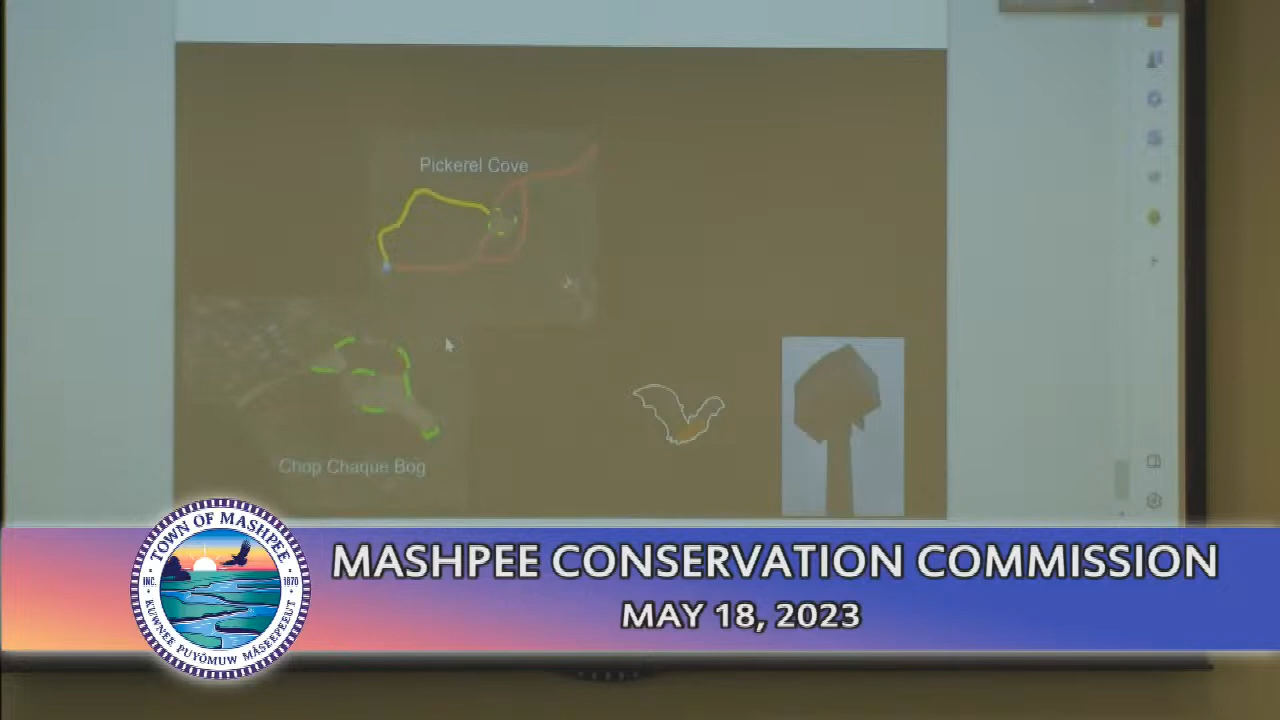 Pickerel Cove
Chop Chaque Bog
TOWN OF MASHPEE
INC. 1870
KUWNEE PUYÔMUW MÂSEEPEEUT
MASHPEE CONSERVATION COMMISSION
MAY 18, 2023